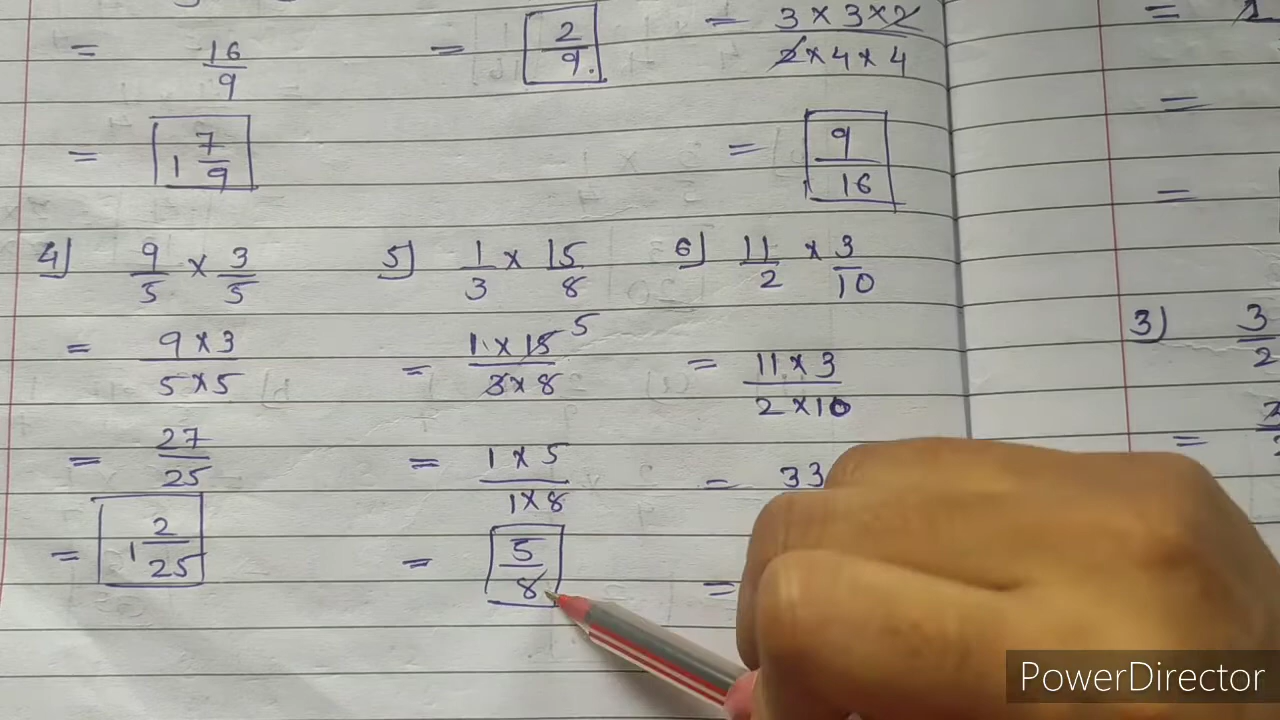 = 16/9
= 2/9.
= 3 × 3 × 2 / 2 × 4 × 4
= 1 7/9
= 9/16
4) 9/5 × 3/5
= 9 × 3 / 5 × 5
= 27/25
= 1 2/25
5) 1/3 × 15/8
= 1 × 15 5 / 3 × 8
= 1 × 5 / 1 × 8
= 5/8
6) 11/2 × 3/10
= 11 × 3 / 2 × 10
= 33
=
=
=
=
3) 3/2
=
PowerDirector